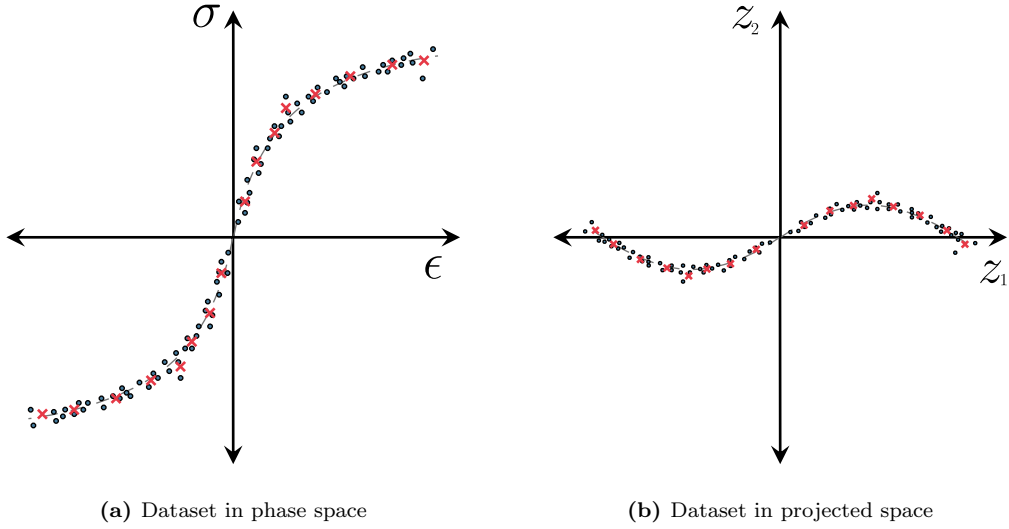 σ
ϵ
(a) Dataset in phase space
z₂
z₁
(b) Dataset in projected space